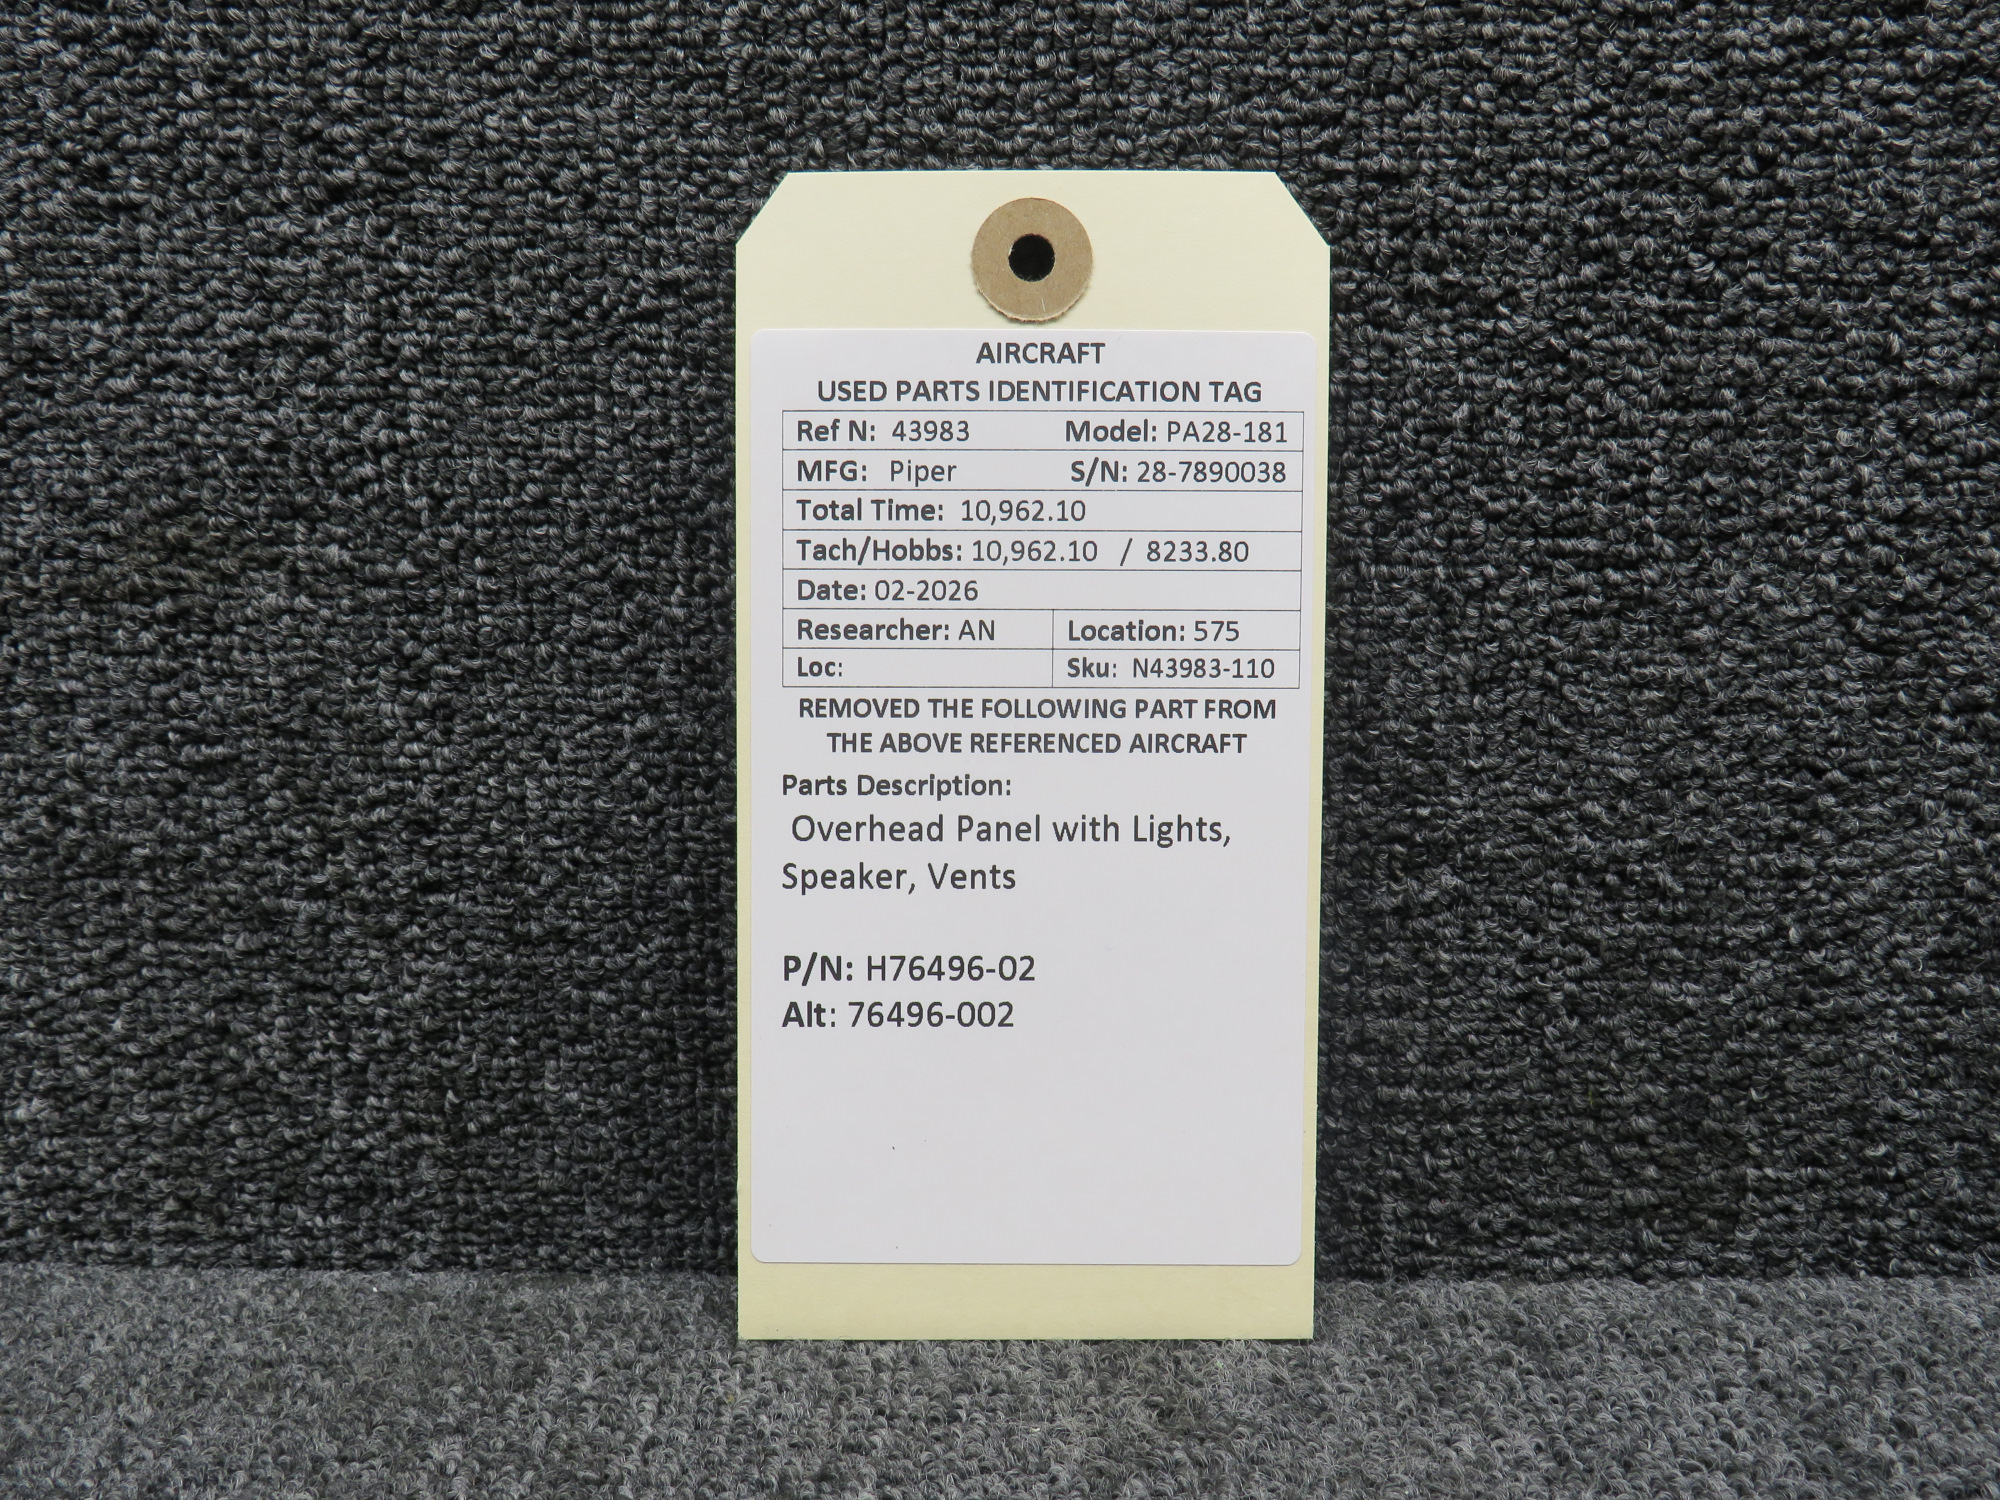 AIRCRAFT
USED PARTS IDENTIFICATION TAG
Ref N: 43983 Model: PA28-181
MFG: Piper S/N: 28-7890038
Total Time: 10,962.10
Tach/Hobbs: 10,962.10 / 8233.80
Date: 02-2026
Researcher: AN Location: 575
Loc: Sku: N43983-110
REMOVED THE FOLLOWING PART FROM
THE ABOVE REFERENCED AIRCRAFT
Parts Description:
Overhead Panel with Lights,
Speaker, Vents
P/N: H76496-02
Alt: 76496-002